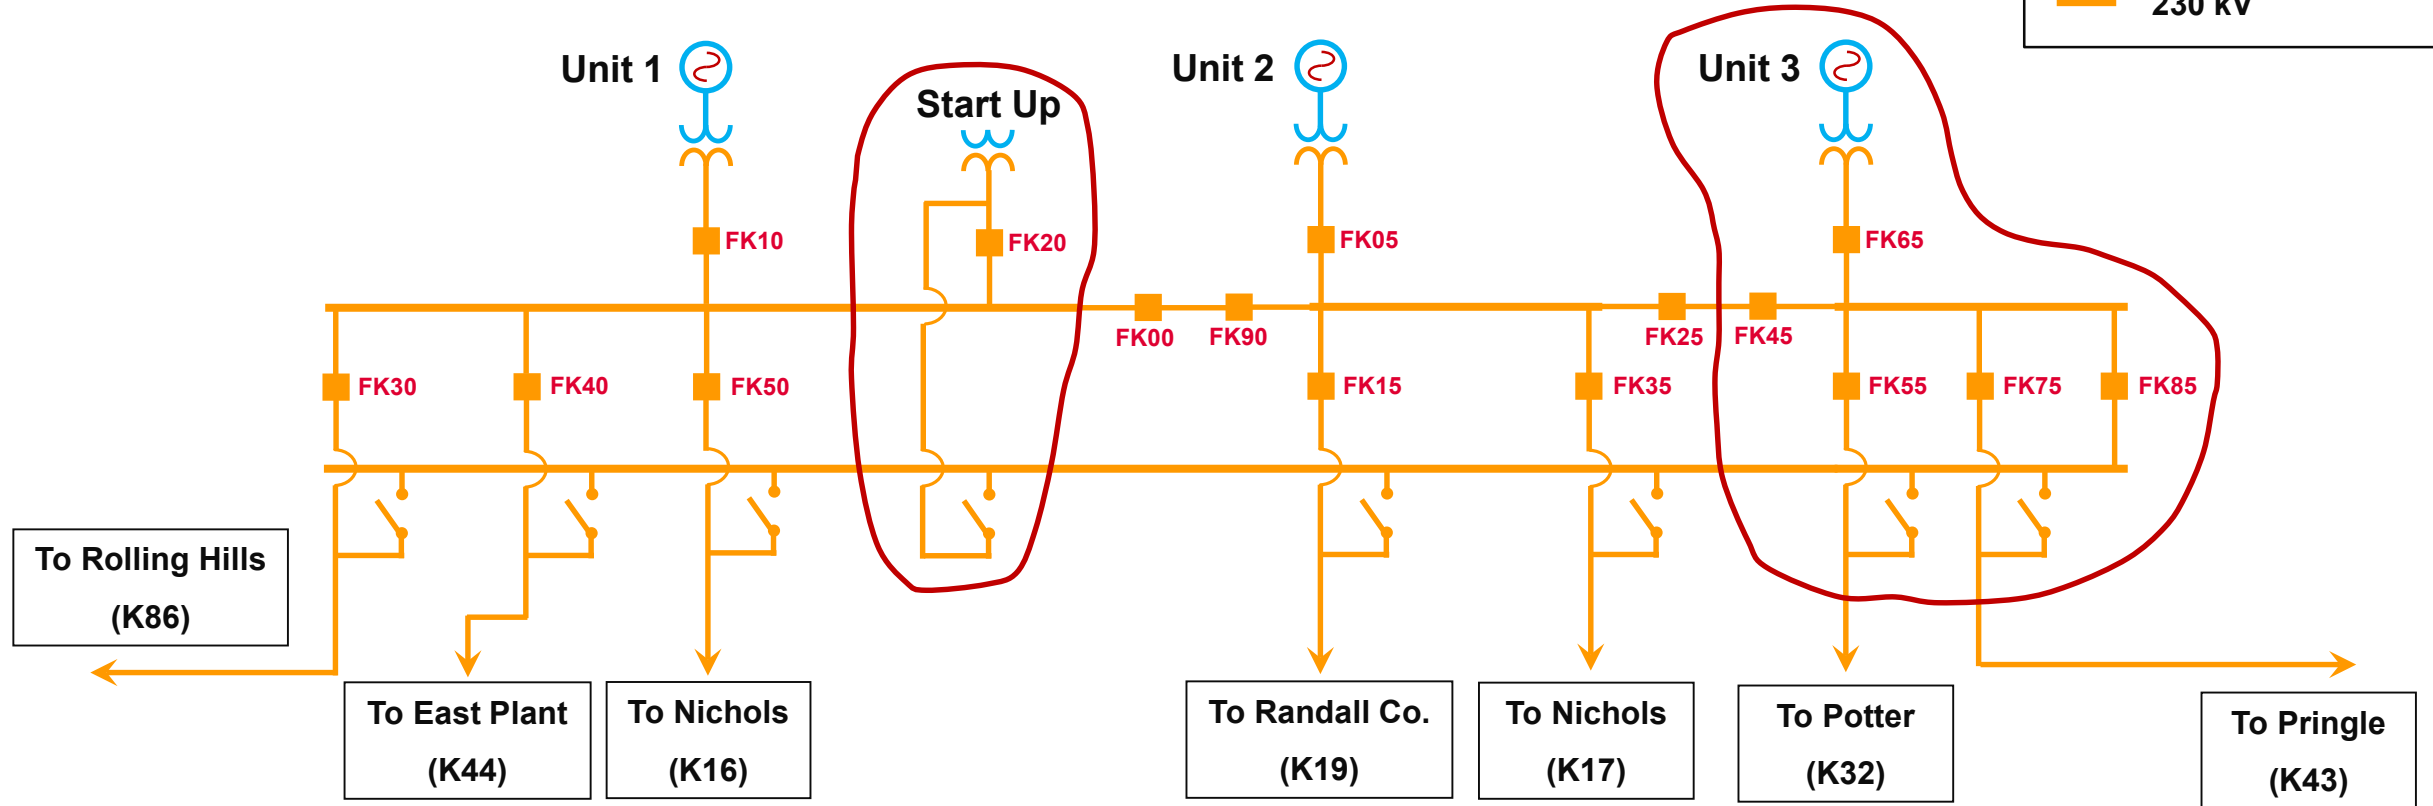 230 kV
Unit 1
Start Up
Unit 2
Unit 3
FK10
FK20
FK05
FK65
FK00
FK90
FK25
FK45
FK30
FK40
FK50
FK15
FK35
FK55
FK75
FK85
To Rolling Hills
(K86)
To East Plant
(K44)
To Nichols
(K16)
To Randall Co.
(K19)
To Nichols
(K17)
To Potter
(K32)
To Pringle
(K43)